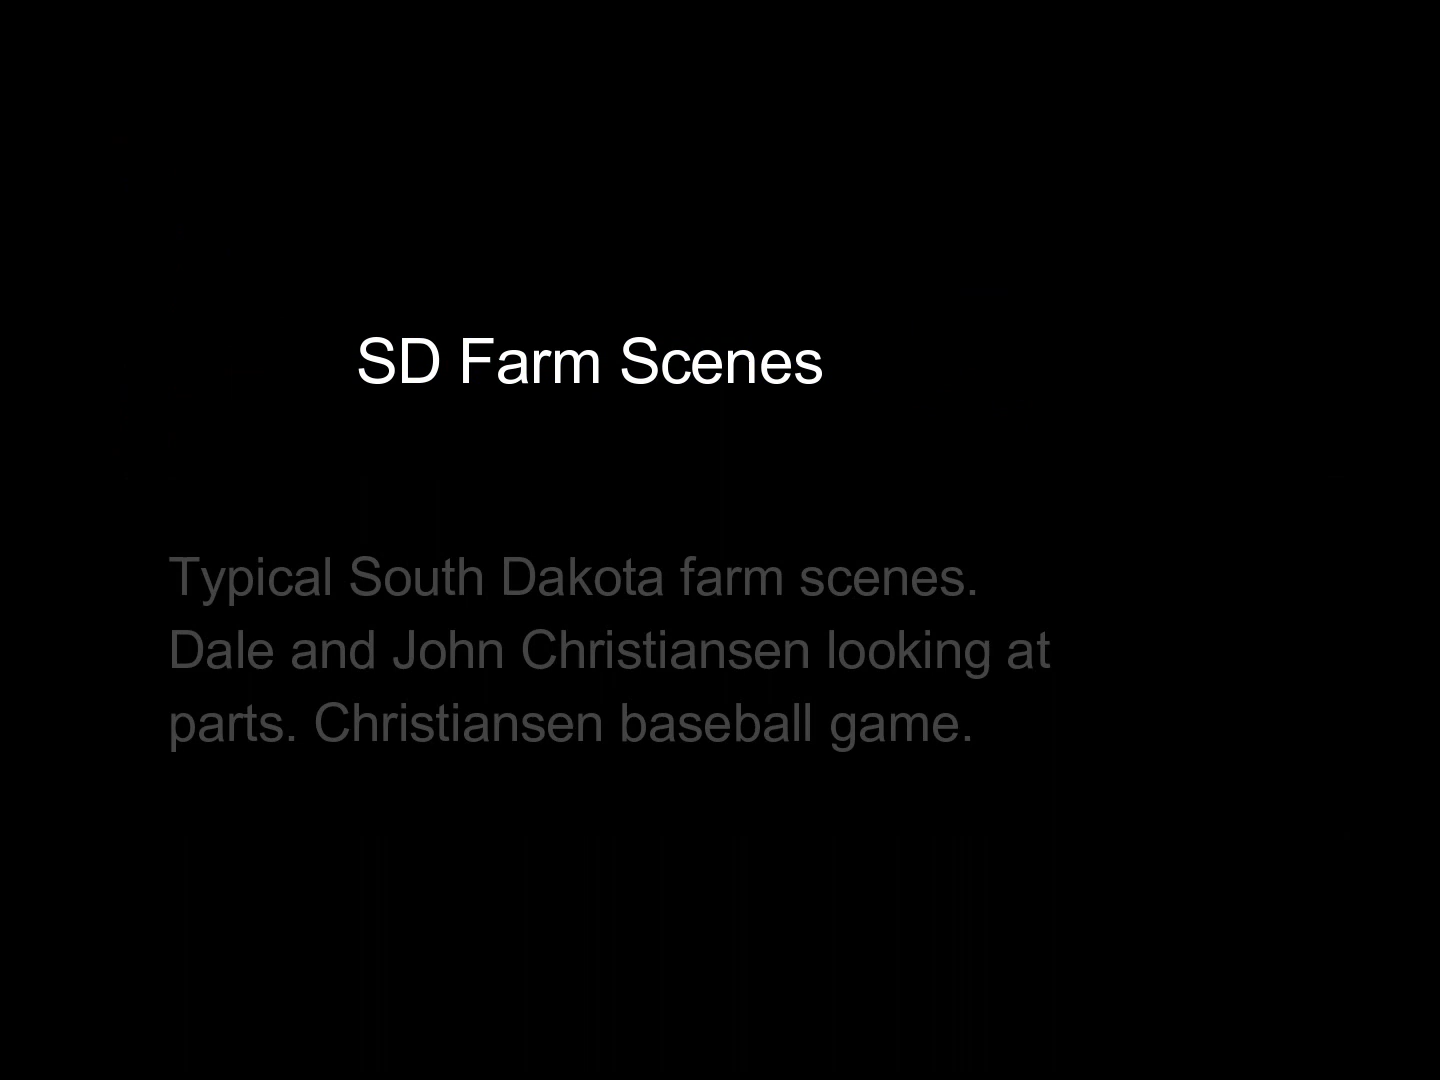 SD Farm Scenes
Typical South Dakota farm scenes.
Dale and John Christiansen looking at
parts. Christiansen baseball game.